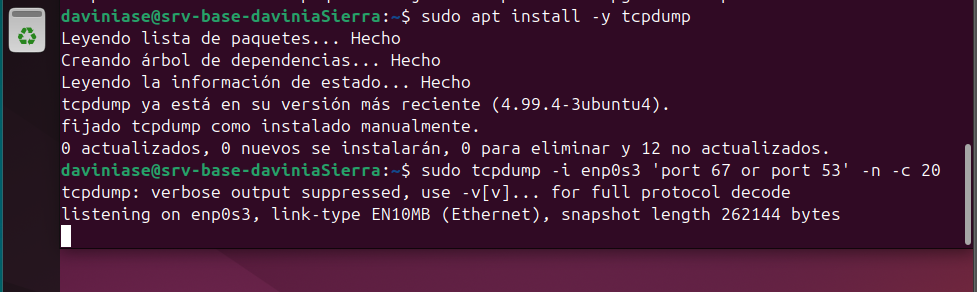 daviniase@srv-base-daviniaSierra:~$ sudo apt install -y tcpdump
Leyendo lista de paquetes... Hecho
Creando árbol de dependencias... Hecho
Leyendo la información de estado... Hecho
tcpdump ya está en su versión más reciente (4.99.4-3ubuntu4).
fijado tcpdump como instalado manualmente.
0 actualizados, 0 nuevos se instalarán, 0 para eliminar y 12 no actualizados.
daviniase@srv-base-daviniaSierra:~$ sudo tcpdump -i enp0s3 'port 67 or port 53' -n -c 20
tcpdump: verbose output suppressed, use -v[v]... for full protocol decode
listening on enp0s3, link-type EN10MB (Ethernet), snapshot length 262144 bytes